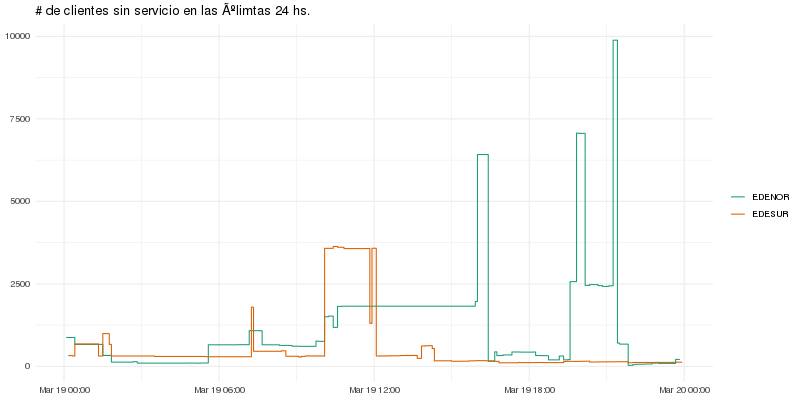 # de clientes sin servicio en las Ãºlimtas 24 hs.
10000
7500
5000
2500
0
Mar 19 00:00
Mar 19 06:00
Mar 19 12:00
Mar 19 18:00
Mar 20 00:00
EDENOR
EDESUR